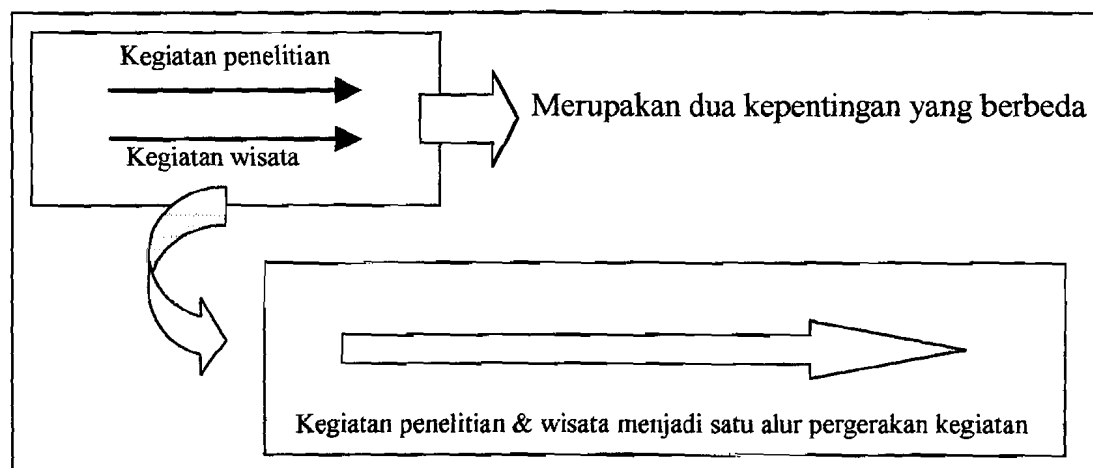 Kegiatan penelitian
Merupakan dua kepentingan yang berbeda
Kegiatan wisata
Kegiatan penelitian & wisata menjadi satu alur pergerakan kegiatan